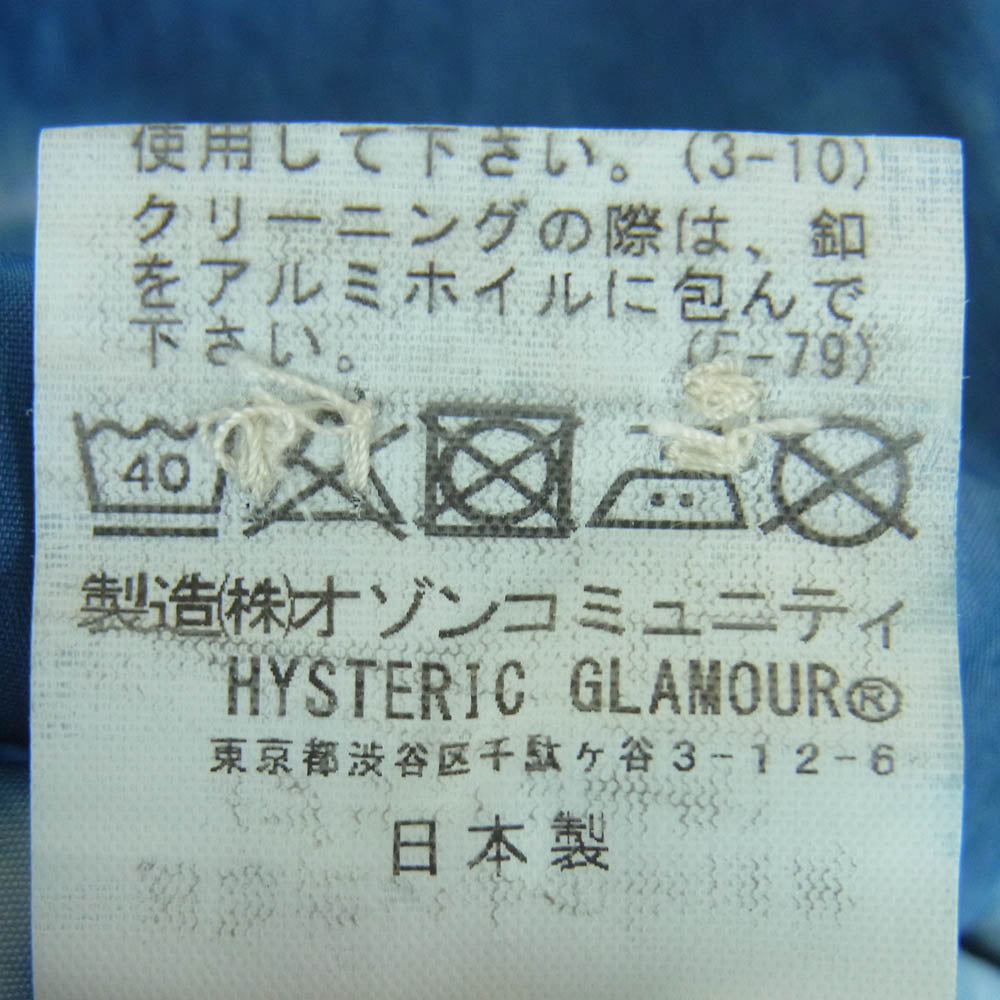 使用して下さい。(3-10)
クリーニングの際は、釦
をアルミホイルに包んで
下さい。 (F-79)
40
製造(株)オゾンコミュニティ
HYSTERIC GLAMOUR®
東京都渋谷区千駄ケ谷3-12-6
日本製